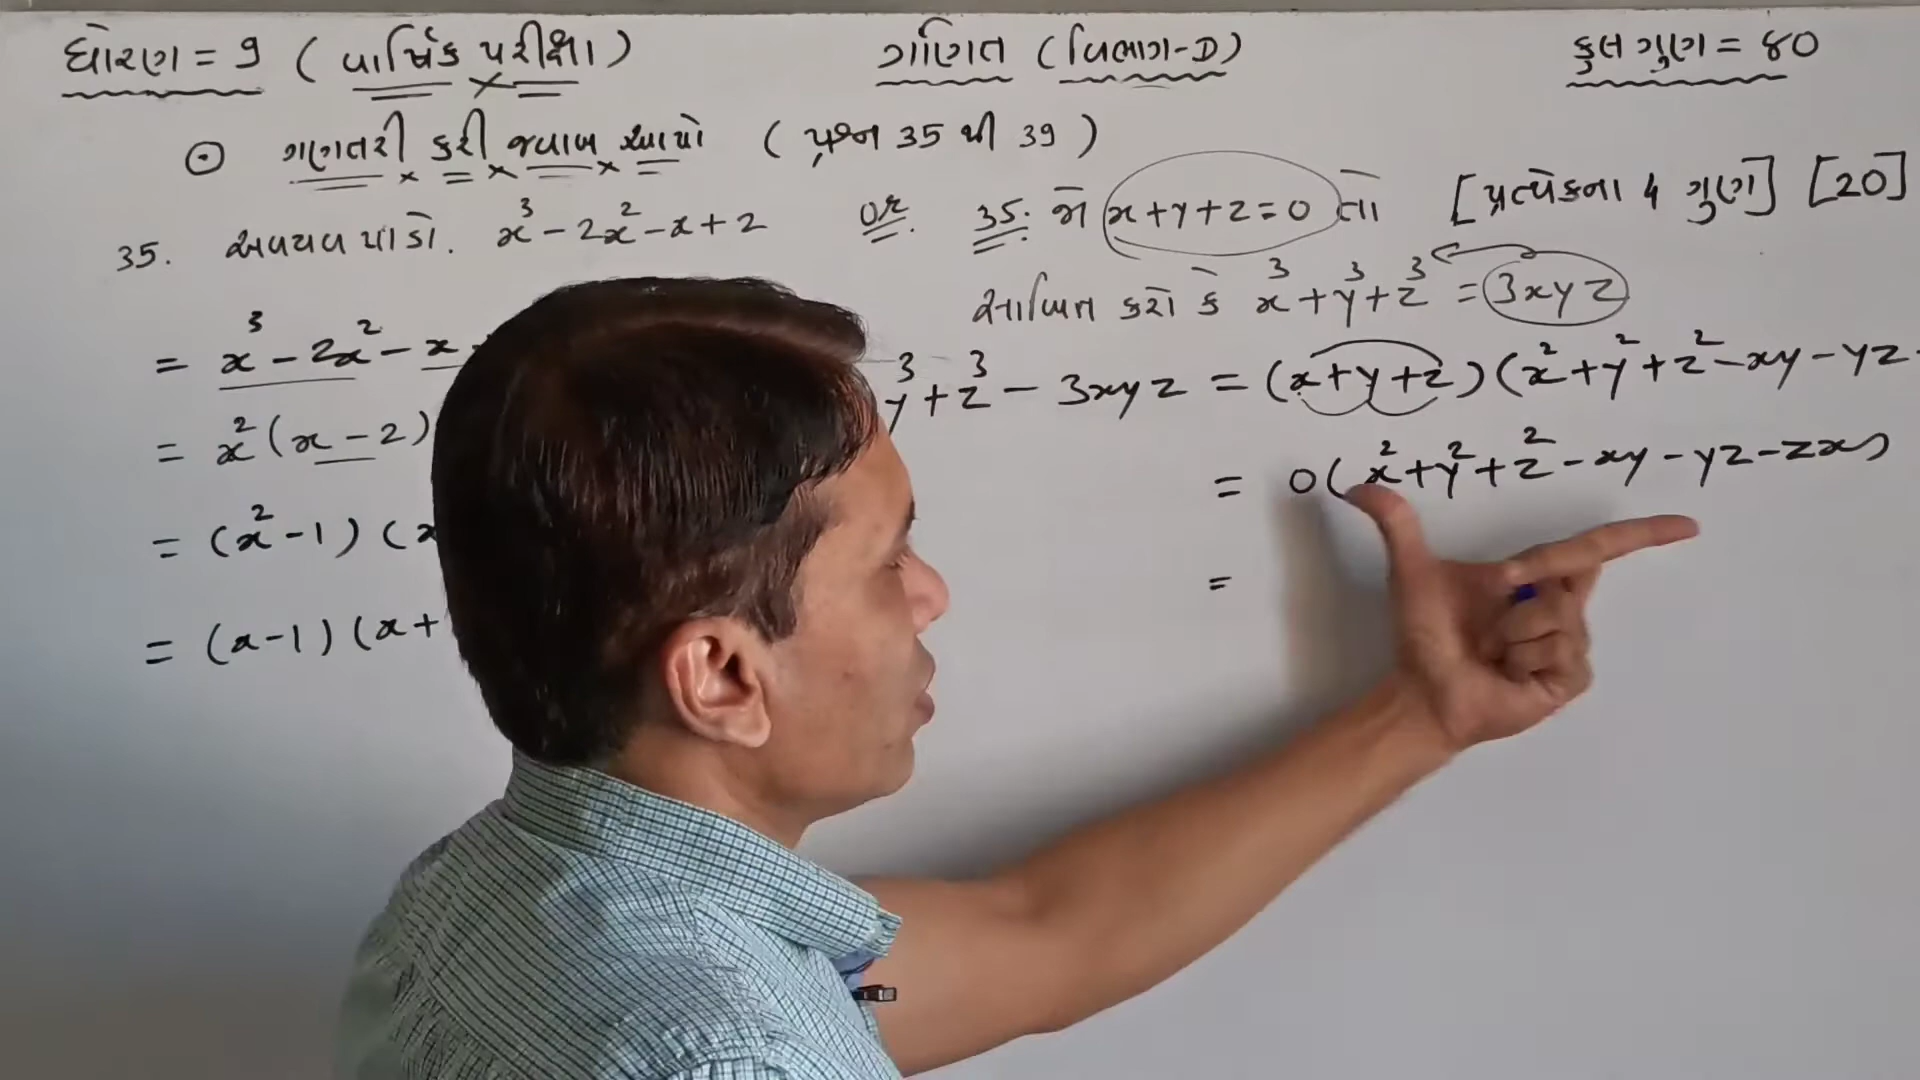 ધોરણ = 9 ( વાર્ષિક પરીક્ષા ) ગણિત ( વિભાગ-D ) કુલ ગુણ = 80
⊙ ગણતરી કરી જવાબ આપો ( પ્રશ્ન 35 થી 39 )
[ પ્રત્યેકના 4 ગુણ ] [20]
35. અવયવ પાડો. x³ - 2x² - x + 2 OR 35. જો x+y+z=0 તો
સાબિત કરો કે x³+y³+z³ = 3xyz
= x³ - 2x² - x
= x²(x-2)
= (x²-1) (x
= (x-1) (x+
y³+z³ - 3xyz = (x+y+z)(x²+y²+z²-xy-yz
= 0(x²+y²+z²-xy-yz-zx)
=